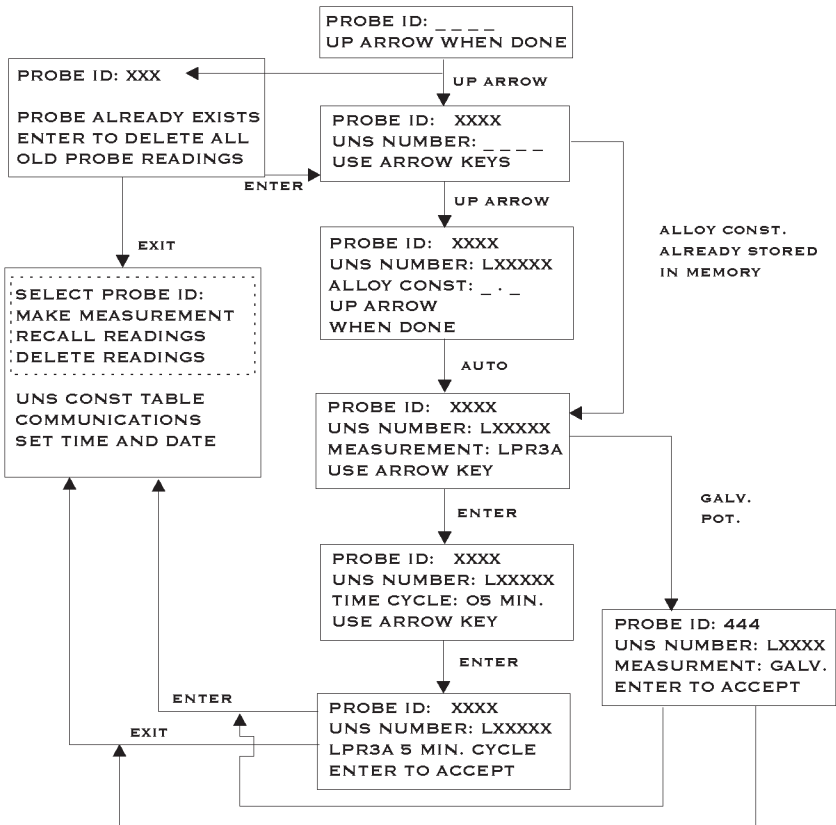 PROBE ID: _ _ _ _
UP ARROW WHEN DONE
PROBE ID: XXX
PROBE ALREADY EXISTS
ENTER TO DELETE ALL
OLD PROBE READINGS
UP ARROW
PROBE ID: XXXX
UNS NUMBER: _ _ _ _
USE ARROW KEYS
ENTER
UP ARROW
EXIT
ALLOY CONST.
ALREADY STORED
IN MEMORY
PROBE ID: XXXX
UNS NUMBER: LXXXXX
ALLOY CONST: _ . _
UP ARROW
WHEN DONE
SELECT PROBE ID:
MAKE MEASUREMENT
RECALL READINGS
DELETE READINGS
UNS CONST TABLE
COMMUNICATIONS
SET TIME AND DATE
AUTO
PROBE ID: XXXX
UNS NUMBER: LXXXXX
MEASUREMENT: LPR3A
USE ARROW KEY
ENTER
GALV.
POT.
PROBE ID: XXXX
UNS NUMBER: LXXXXX
TIME CYCLE: 05 MIN.
USE ARROW KEY
PROBE ID: 444
UNS NUMBER: LXXXX
MEASURMENT: GALV.
ENTER TO ACCEPT
ENTER
ENTER
EXIT
PROBE ID: XXXX
UNS NUMBER: LXXXXX
LPR3A 5 MIN. CYCLE
ENTER TO ACCEPT